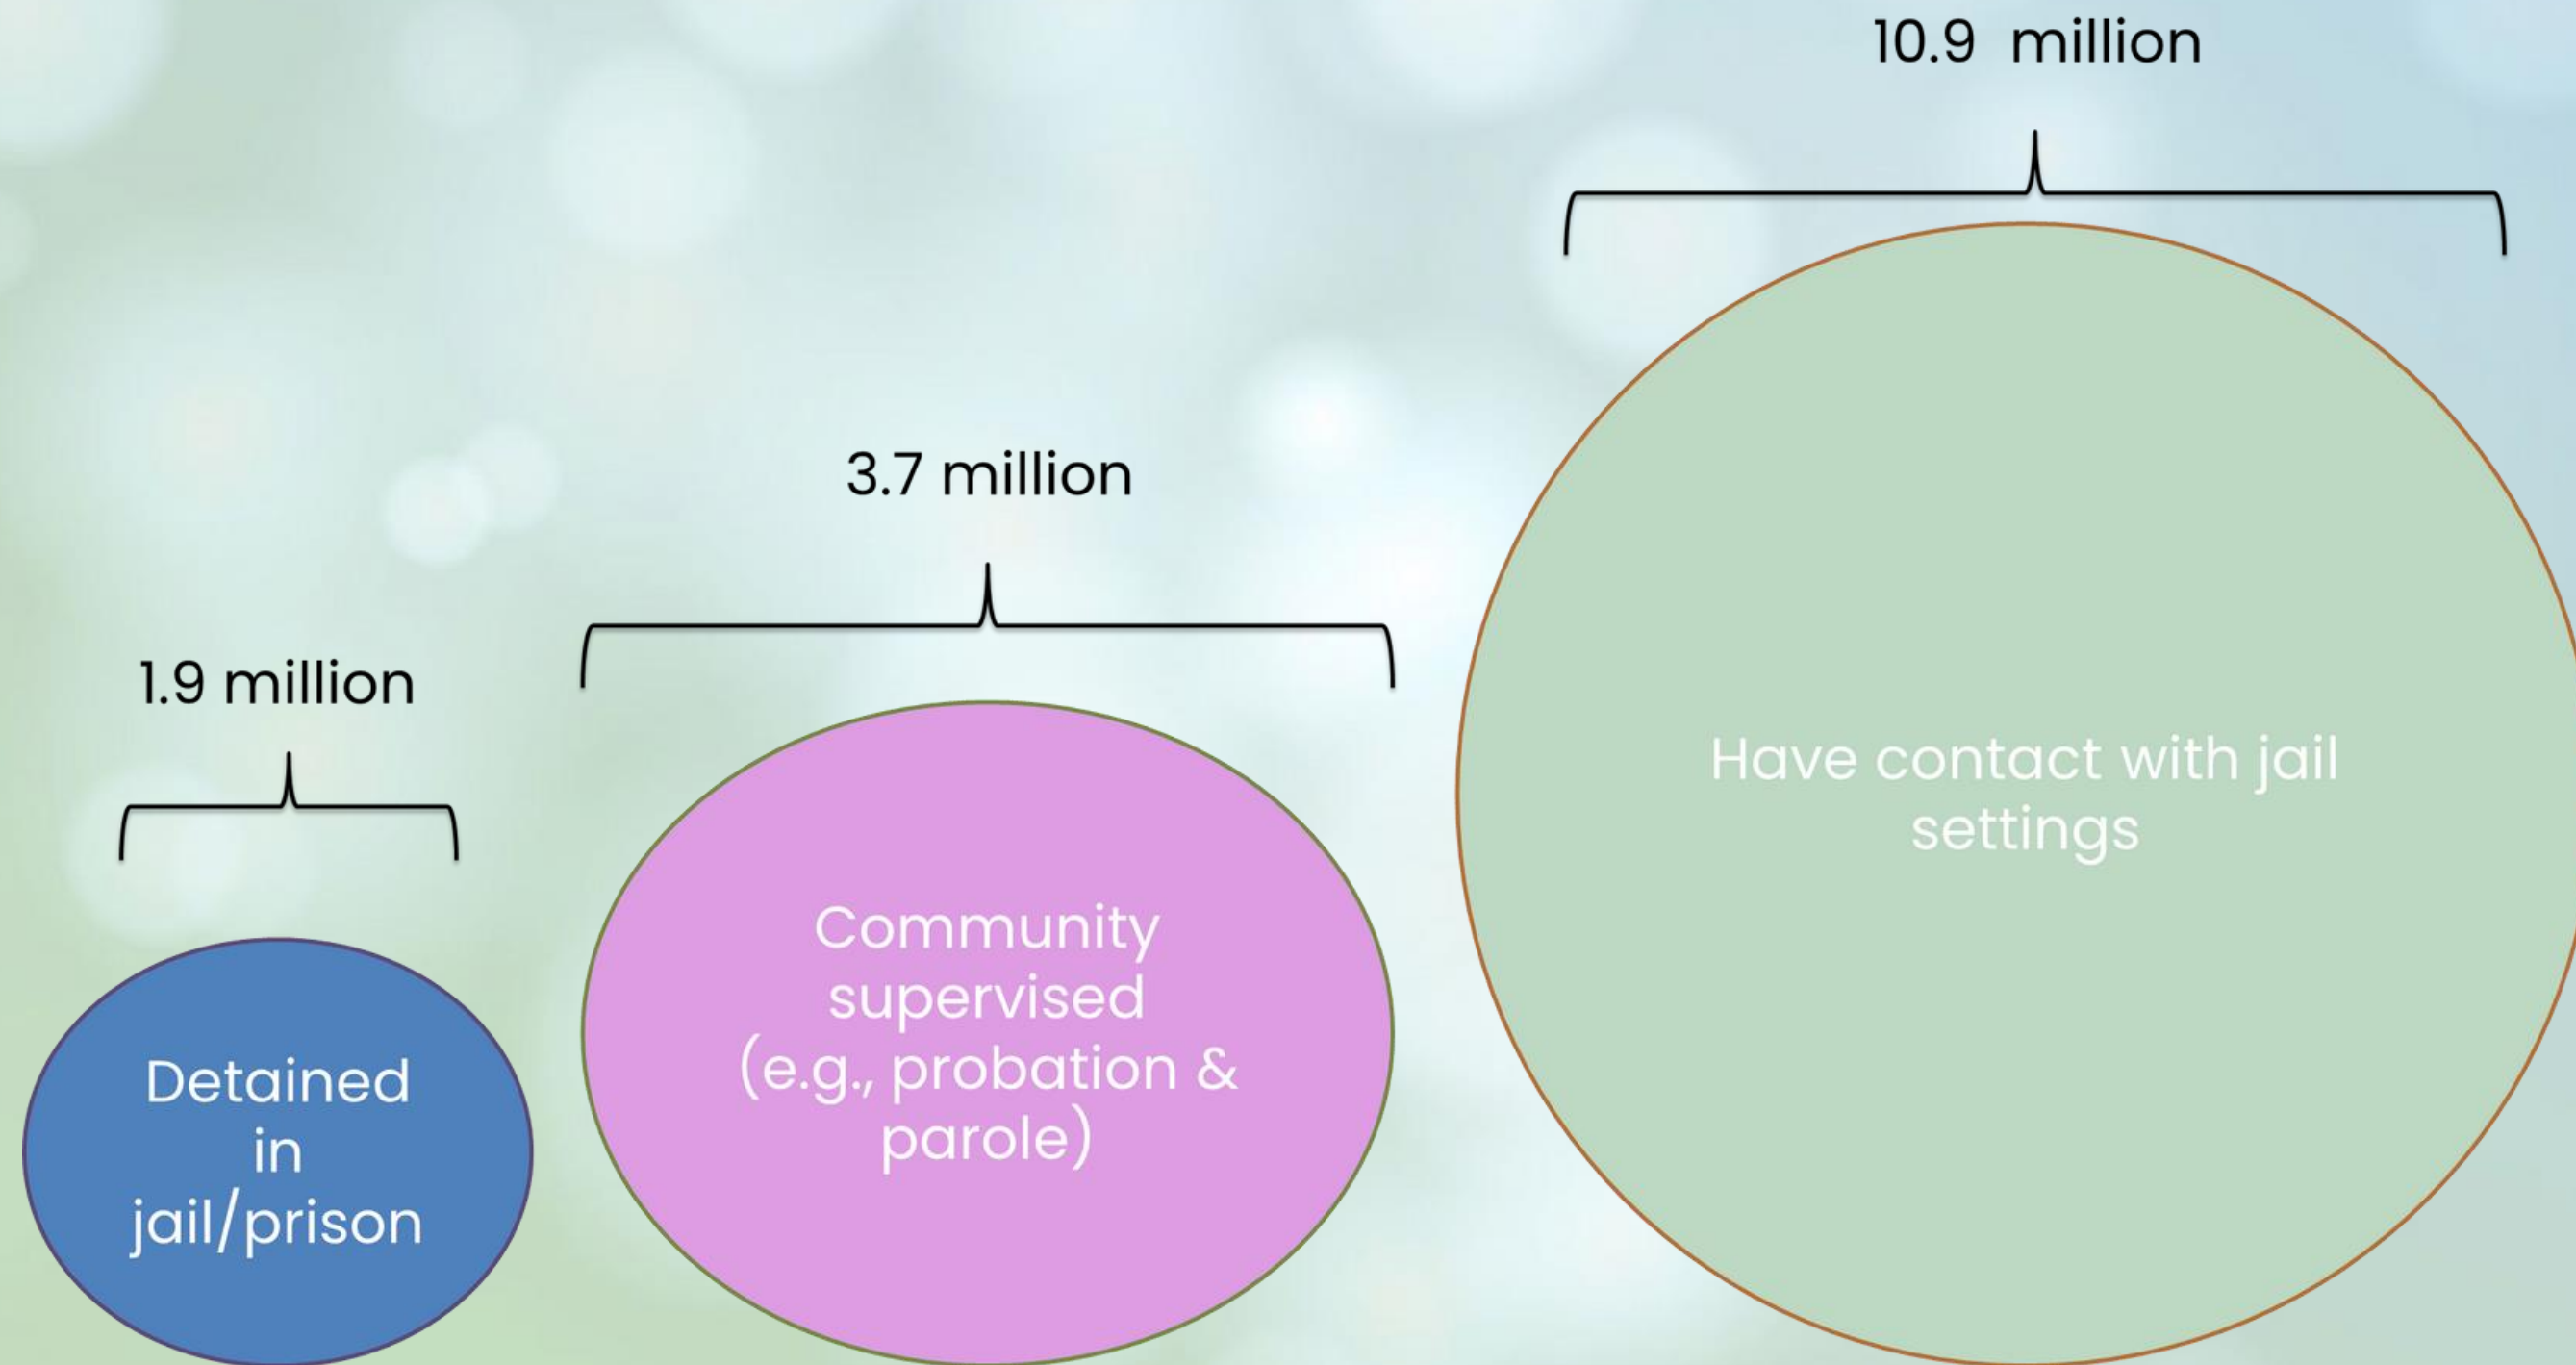 1.9 million
Detained
in
jail/prison
3.7 million
Community
supervised
(e.g., probation &
parole)
10.9  million
Have contact with jail
settings